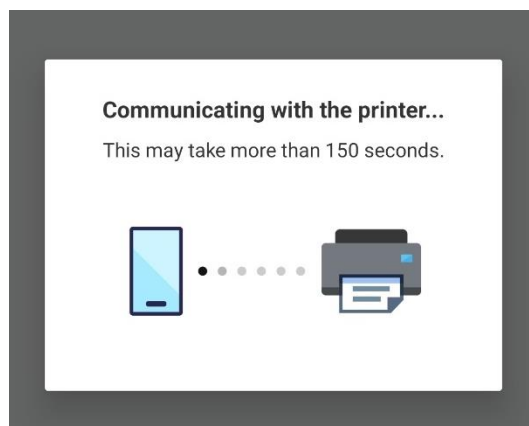 Communicating with the printer...
This may take more than 150 seconds.